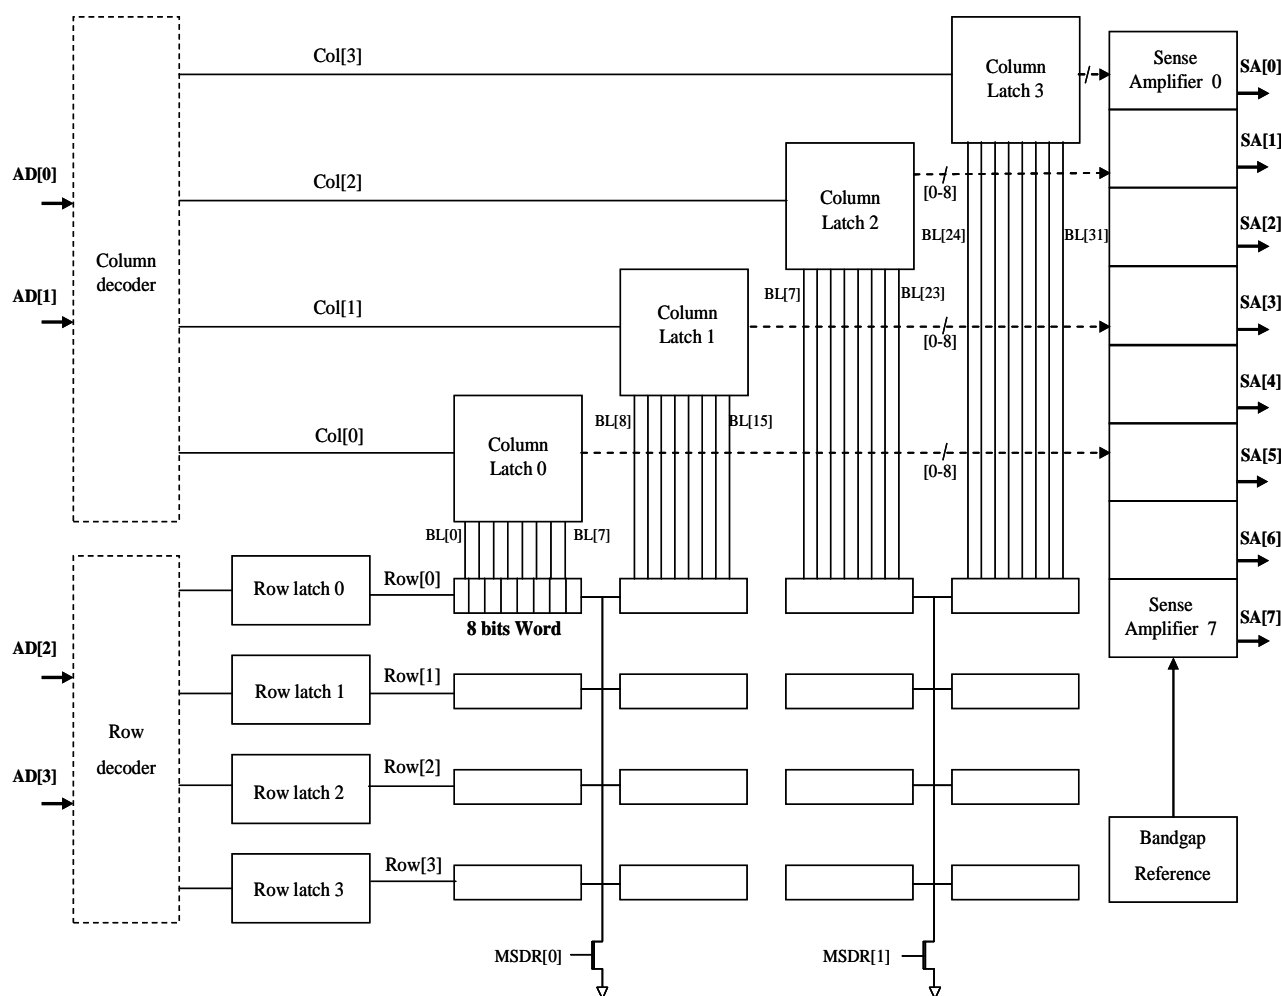 Col[3]
Column
Latch 3
Sense
Amplifier 0
SA[0]
SA[1]
AD[0]
Col[2]
Column
Latch 2
[0-8]
BL[24]
BL[31]
SA[2]
Column
decoder
AD[1]
Col[1]
Column
Latch 1
BL[7]
BL[23]
[0-8]
SA[3]
SA[4]
Col[0]
Column
Latch 0
BL[8]
BL[15]
[0-8]
SA[5]
BL[0]
BL[7]
SA[6]
Row latch 0
Row[0]
8 bits Word
Sense
Amplifier 7
SA[7]
AD[2]
Row latch 1
Row[1]
Row
decoder
AD[3]
Row latch 2
Row[2]
Row latch 3
Row[3]
Bandgap
Reference
MSDR[0]
MSDR[1]